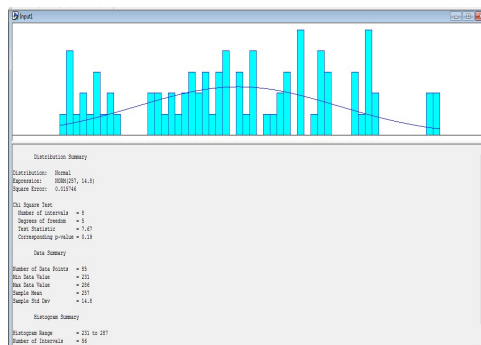 Input1
Distribution Summary
Distribution: Normal
Expression: NORM(257, 14.8)
Square Error: 0.015746
Chi Square Test
Number of intervals = 8
Degrees of freedom = 5
Test Statistic = 7.67
Corresponding p-value = 0.19
Data Summary
Number of Data Points = 95
Min Data Value = 231
Max Data Value = 286
Sample Mean = 257
Sample Std Dev = 14.8
Histogram Summary
Histogram Range = 231 to 287
Number of Intervals = 56